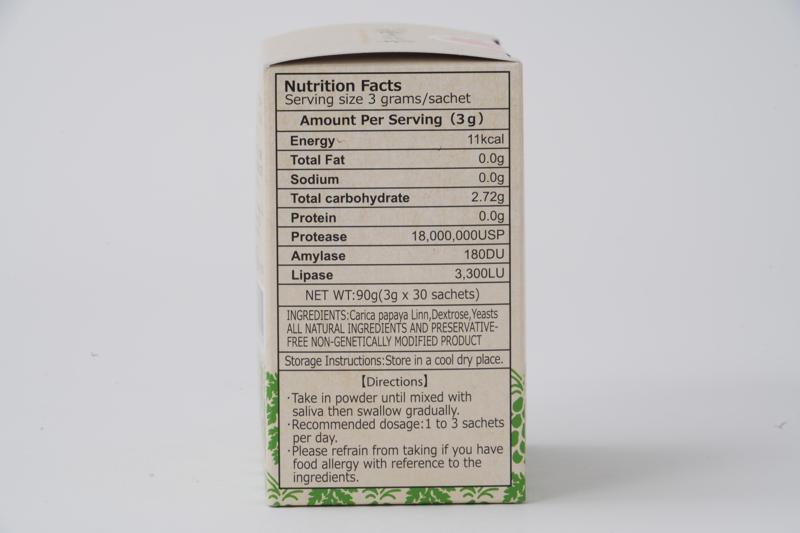 Nutrition Facts
Serving size 3 grams/sachet
Amount Per Serving (3g)
Energy 11kcal
Total Fat 0.0g
Sodium 0.0g
Total carbohydrate 2.72g
Protein 0.0g
Protease 18,000,000USP
Amylase 180DU
Lipase 3,300LU
NET WT:90g(3g x 30 sachets)
INGREDIENTS:Carica papaya Linn,Dextrose,Yeasts
ALL NATURAL INGREDIENTS AND PRESERVATIVE-
FREE NON-GENETICALLY MODIFIED PRODUCT
Storage Instructions:Store in a cool dry place.
【Directions】
·Take in powder until mixed with
saliva then swallow gradually.
·Recommended dosage:1 to 3 sachets
per day.
·Please refrain from taking if you have
food allergy with reference to the
ingredients.